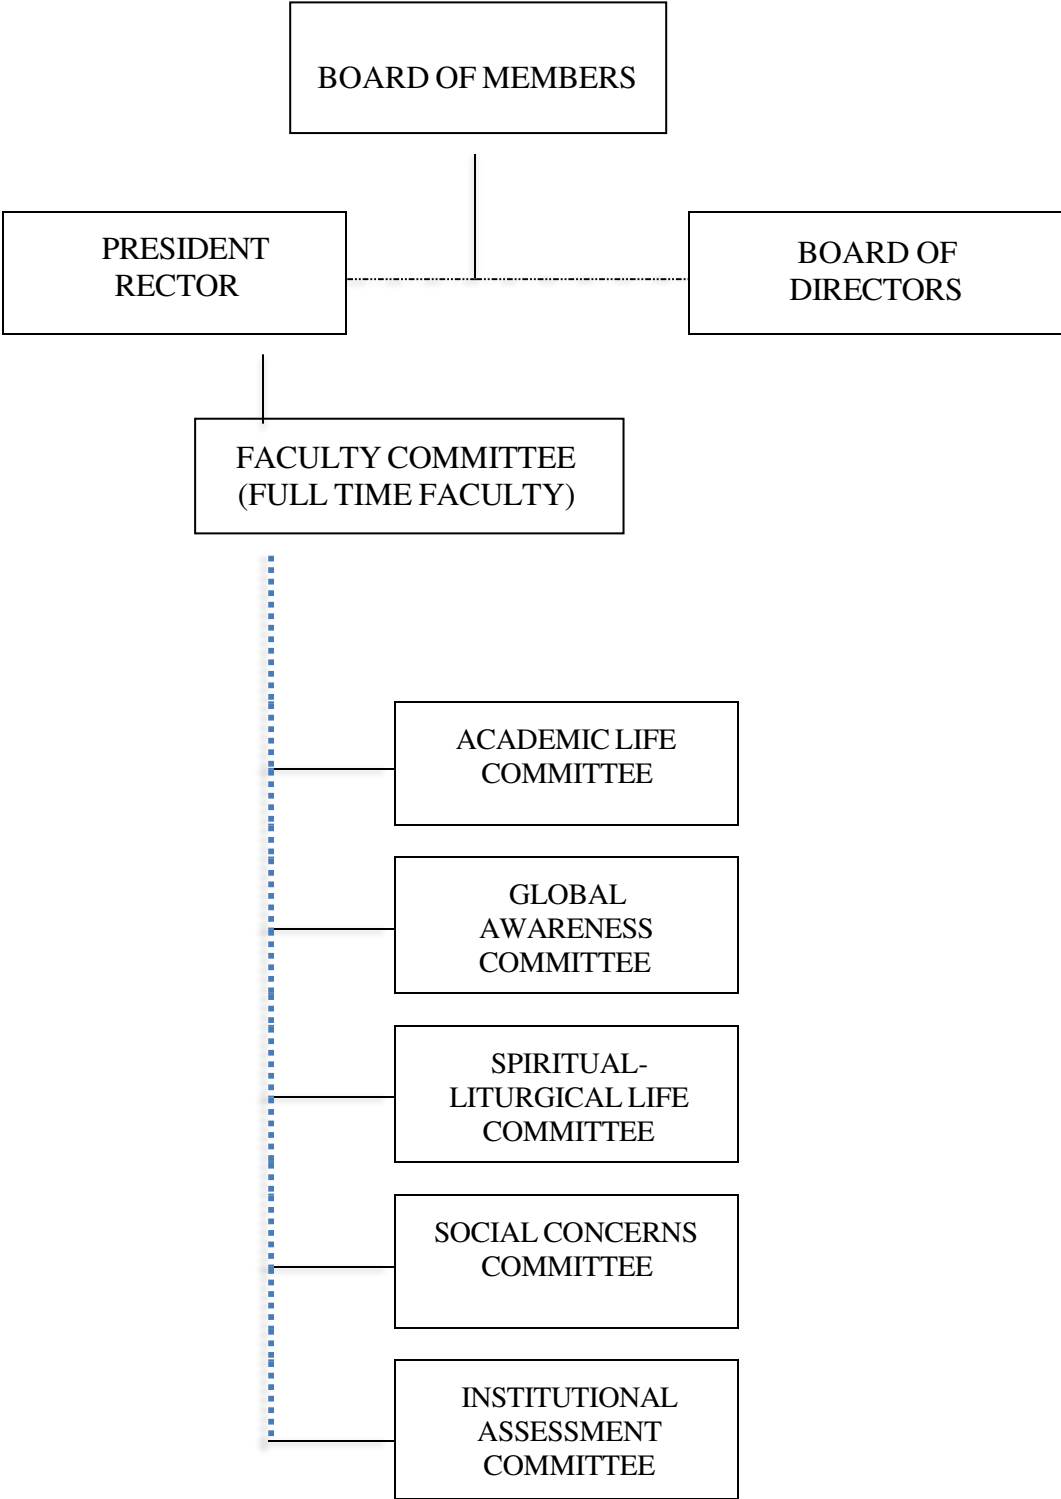 BOARD OF MEMBERS
PRESIDENT
RECTOR
BOARD OF
DIRECTORS
FACULTY COMMITTEE
(FULL TIME FACULTY)
ACADEMIC LIFE
COMMITTEE
GLOBAL
AWARENESS
COMMITTEE
SPIRITUAL-
LITURGICAL LIFE
COMMITTEE
SOCIAL CONCERNS
COMMITTEE
INSTITUTIONAL
ASSESSMENT
COMMITTEE